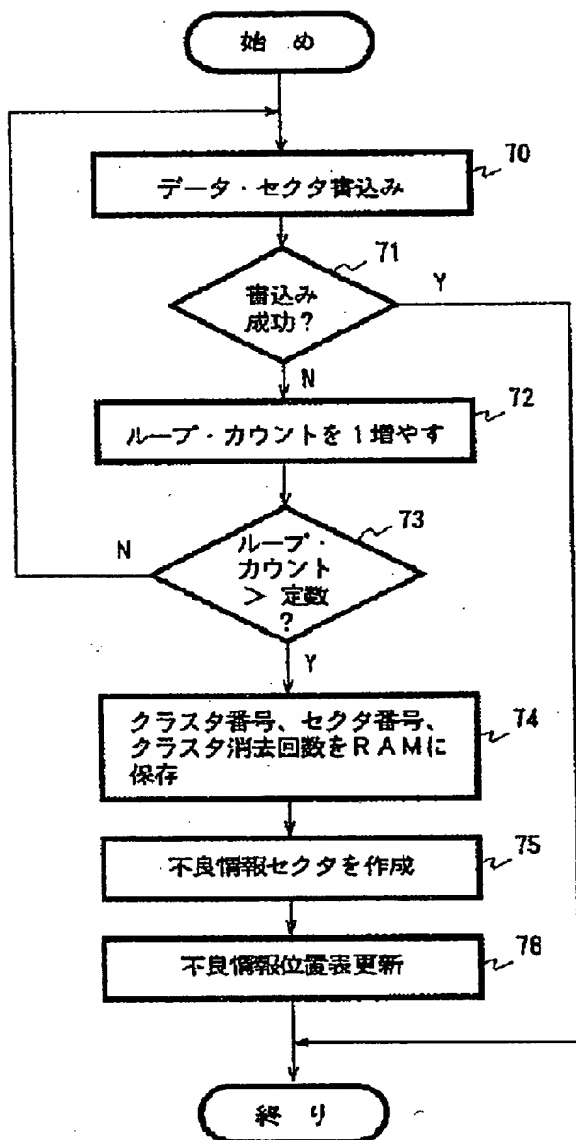 始 め
70
データ・セクタ書込み
71
書込み
成功?
Y
N
72
ループ・カウントを1増やす
73
N
ループ・
カウント
> 定数
?
Y
クラスタ番号、セクタ番号、
クラスタ消去回数をRAMに
保存
74
不良情報セクタを作成
75
不良情報位置表更新
78
終 り